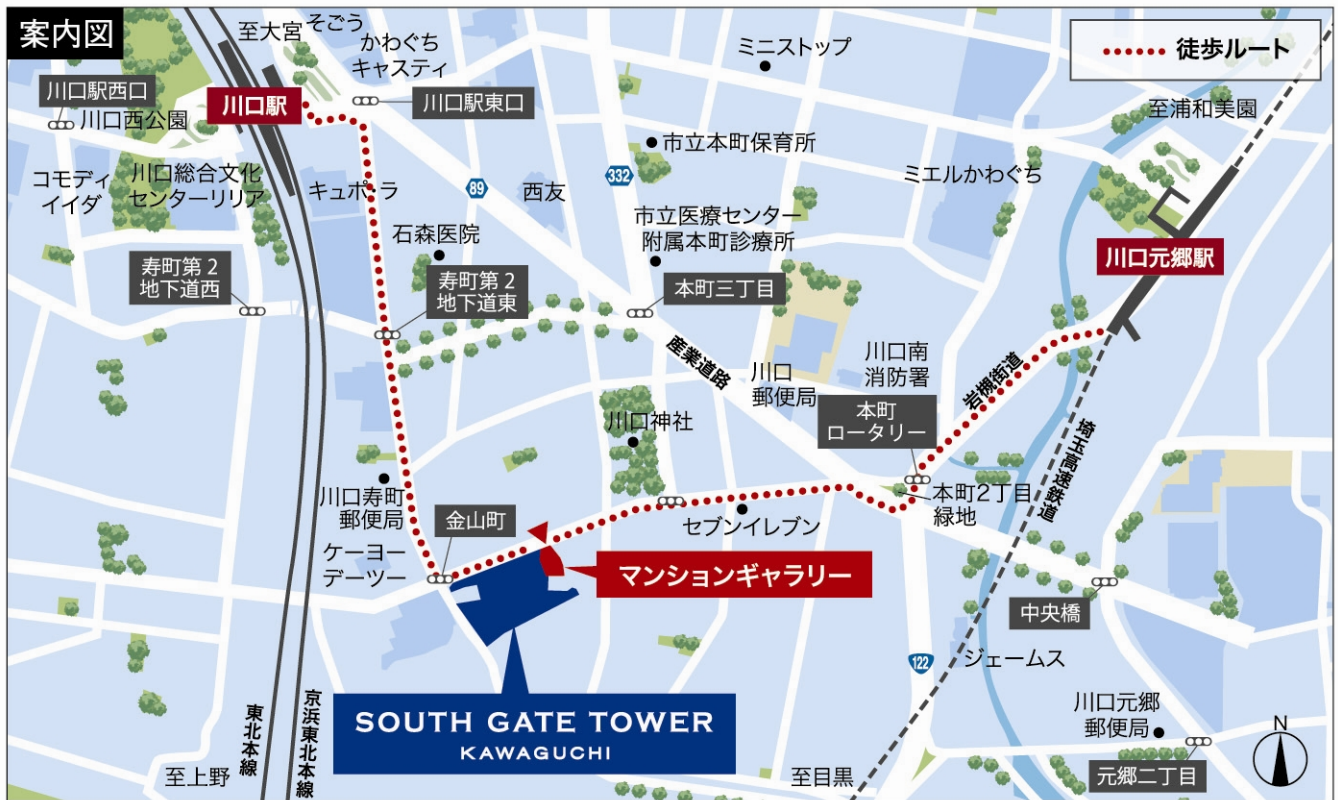 案内図
至大宮
そごう
かわぐち
キャスティ
ミニストップ
徒歩ルート
川口駅西口
川口駅
川口駅東口
川口西公園
至浦和美園
市立本町保育所
コモディ
イイダ
川口総合文化
センターリリア
キュポ・ラ
89
西友
332
ミエルかわぐち
石森医院
市立医療センター
附属本町診療所
川口元郷駅
寿町第2
地下道西
寿町第2
地下道東
本町三丁目
産業道路
川口
郵便局
川口南
消防署
岩槻街道
本町
ロータリー
川口神社
埼玉高速鉄道
川口寿町
郵便局
金山町
セブンイレブン
本町2丁目
緑地
ケーヨー
デーツー
マンションギャラリー
中央橋
122
ジェームス
SOUTH GATE TOWER
KAWAGUCHI
東北本線
京浜東北本線
川口元郷
郵便局
N
至上野
至目黒
元郷二丁目